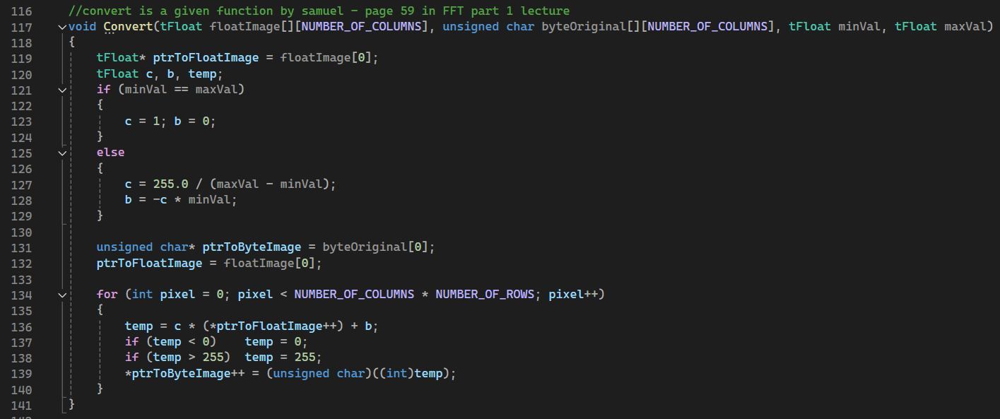 116 //convert is a given function by samuel - page 59 in FFT part 1 lecture
117 void Convert(tFloat floatImage[][NUMBER_OF_COLUMNS], unsigned char byteOriginal[][NUMBER_OF_COLUMNS], tFloat minVal, tFloat maxVal)
118 {
119     tFloat* ptrToFloatImage = floatImage[0];
120     tFloat c, b, temp;
121     if (minVal == maxVal)
122     {
123         c = 1; b = 0;
124     }
125     else
126     {
127         c = 255.0 / (maxVal - minVal);
128         b = -c * minVal;
129     }
130
131     unsigned char* ptrToByteImage = byteOriginal[0];
132     ptrToFloatImage = floatImage[0];
133
134     for (int pixel = 0; pixel < NUMBER_OF_COLUMNS * NUMBER_OF_ROWS; pixel++)
135     {
136         temp = c * (*ptrToFloatImage++) + b;
137         if (temp < 0)    temp = 0;
138         if (temp > 255)  temp = 255;
139         *ptrToByteImage++ = (unsigned char)((int)temp);
140     }
141 }